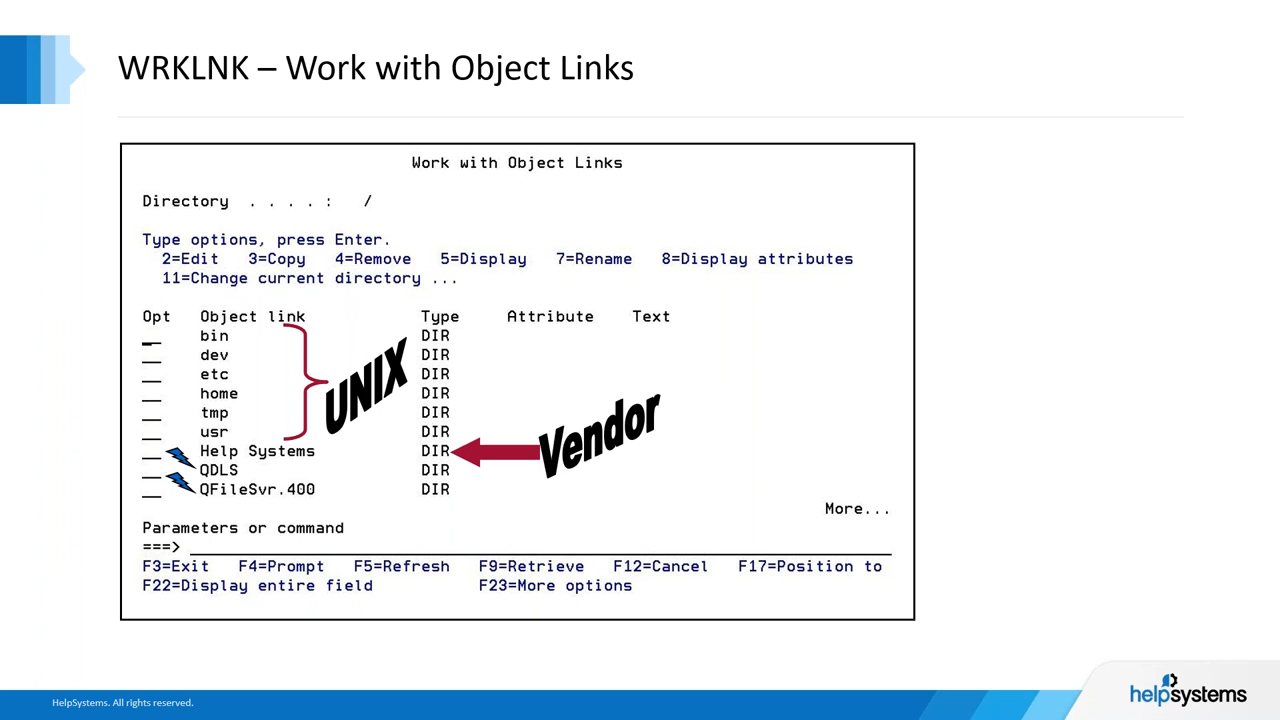 WRKLNK – Work with Object Links
Work with Object Links
Directory . . . . : /
Type options, press Enter.
2=Edit 3=Copy 4=Remove 5=Display 7=Rename 8=Display attributes
11=Change current directory ...
Opt Object link Type Attribute Text
bin DIR
dev DIR
etc DIR
home DIR
tmp DIR
usr DIR
UNIX
Help Systems DIR
Vendor
QDLS DIR
QFileSvr.400 DIR
More...
Parameters or command
===>
F3=Exit F4=Prompt F5=Refresh F9=Retrieve F12=Cancel F17=Position to
F22=Display entire field F23=More options
HelpSystems. All rights reserved.
helpsystems